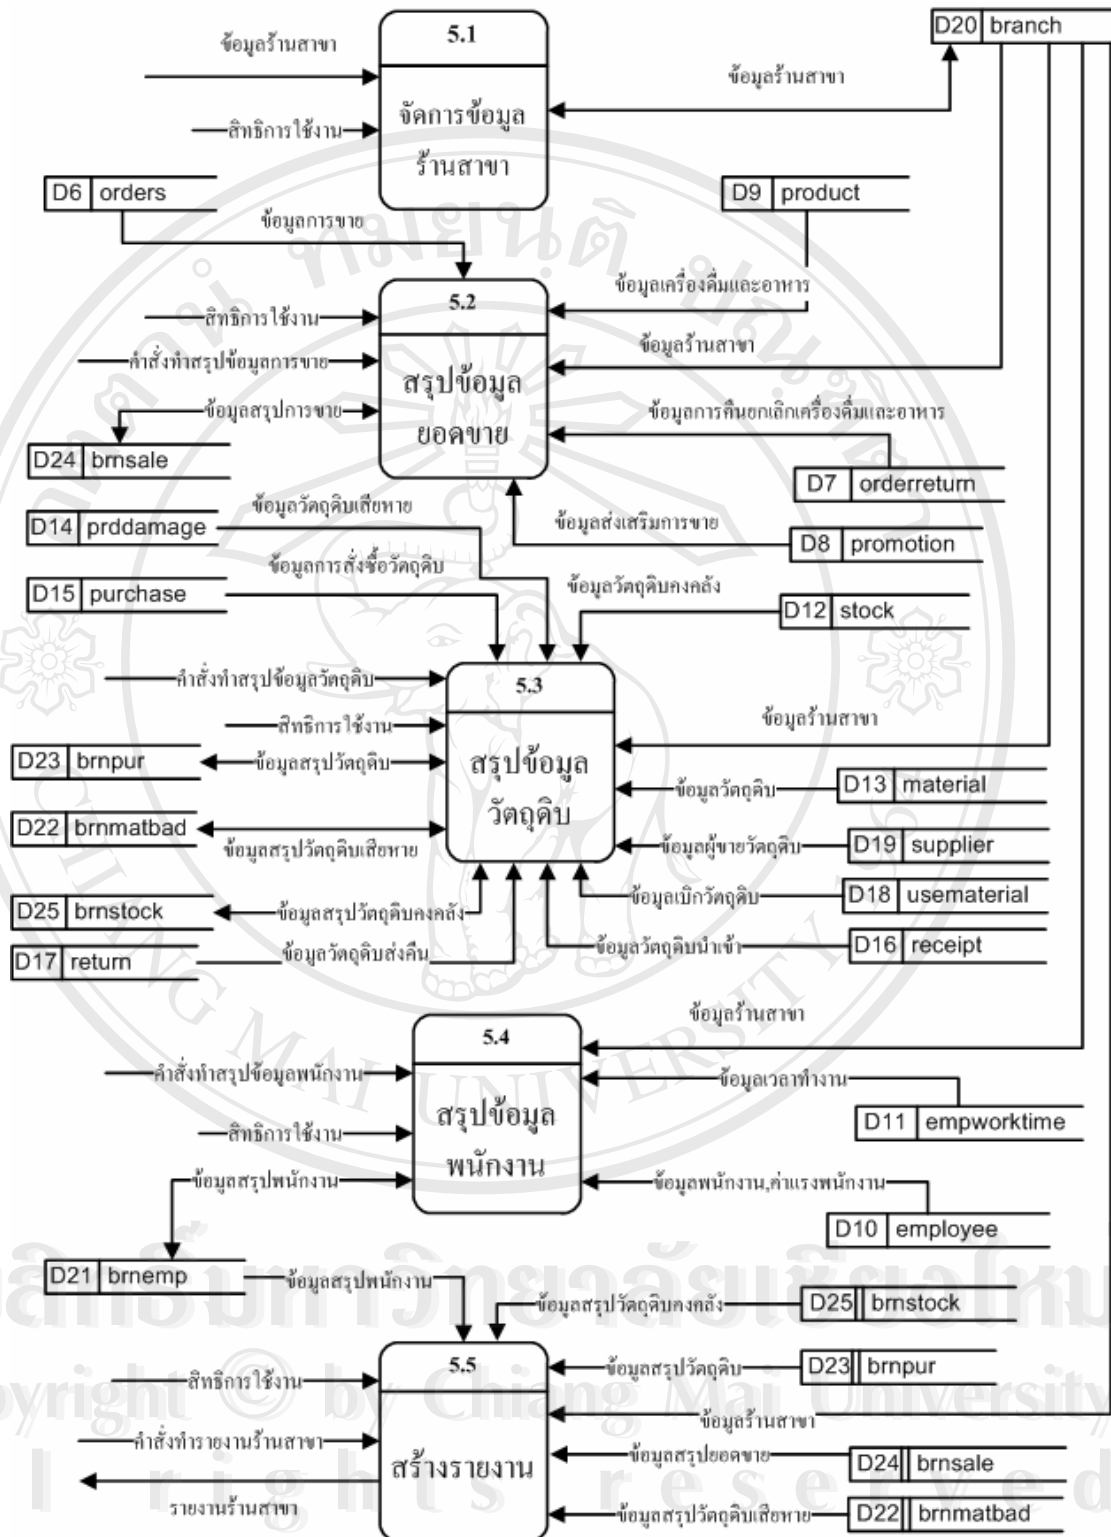 5.1
D20 branch
ข้อมูลร้านสาขา
ข้อมูลร้านสาขา
จัดการข้อมูล
ร้านสาขา
สิทธิการใช้งาน
D6 orders
D9 product
ข้อมูลการขาย
ข้อมูลเครื่องดื่มและอาหาร
5.2
สิทธิการใช้งาน
ข้อมูลร้านสาขา
คำสั่งทำสรุปข้อมูลการขาย
สรุปข้อมูล
ยอดขาย
ข้อมูลสรุปการขาย
ข้อมูลการคืนยกเลิกเครื่องดื่มและอาหาร
D24 brnsale
D7 orderreturn
ข้อมูลวัตถุดิบเสียหาย
D14 prddamage
ข้อมูลส่งเสริมการขาย
D8 promotion
ข้อมูลการสั่งซื้อวัตถุดิบ
D15 purchase
ข้อมูลวัตถุดิบคงคลัง
D12 stock
คำสั่งทำสรุปข้อมูลวัตถุดิบ
5.3
สิทธิการใช้งาน
ข้อมูลร้านสาขา
D23 brnpur
ข้อมูลสรุปวัตถุดิบ
สรุปข้อมูล
วัตถุดิบ
ข้อมูลวัตถุดิบ
D13 material
D22 brnmatbad
ข้อมูลสรุปวัตถุดิบเสียหาย
ข้อมูลผู้ขายวัตถุดิบ
D19 supplier
ข้อมูลเบิกวัตถุดิบ
D18 usematerial
D25 brnstock
ข้อมูลสรุปวัตถุดิบคงคลัง
D17 return
ข้อมูลวัตถุดิบส่งคืน
ข้อมูลวัตถุดิบนำเข้า
D16 receipt
ข้อมูลร้านสาขา
5.4
คำสั่งทำสรุปข้อมูลพนักงาน
ข้อมูลเวลาทำงาน
D11 empworktime
สรุปข้อมูล
พนักงาน
สิทธิการใช้งาน
ข้อมูลสรุปพนักงาน
ข้อมูลพนักงาน,ค่าแรงพนักงาน
D10 employee
D21 brnemp
ข้อมูลสรุปพนักงาน
ข้อมูลสรุปวัตถุดิบคงคลัง
D25 brnstock
5.5
สิทธิการใช้งาน
ข้อมูลสรุปวัตถุดิบ
D23 brnpur
ข้อมูลร้านสาขา
คำสั่งทำรายงานร้านสาขา
สร้างรายงาน
ข้อมูลสรุปยอดขาย
D24 brnsale
รายงานร้านสาขา
ข้อมูลสรุปวัตถุดิบเสียหาย
D22 brnmatbad
CHIANG MAI UNIVERSITY
by Chiang Mai University